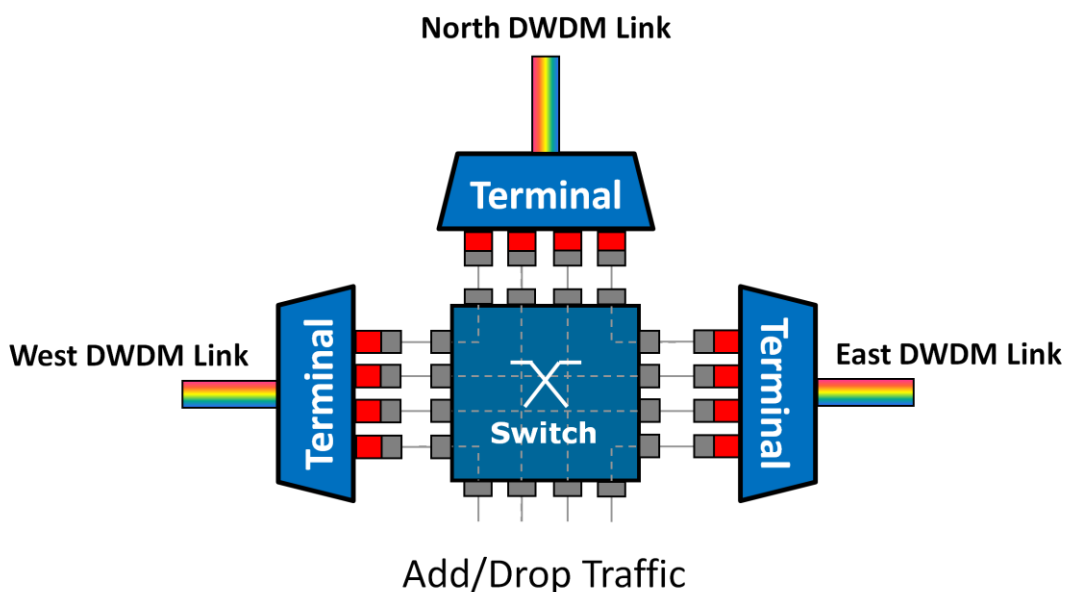 North DWDM Link
Terminal
West DWDM Link
Terminal
Switch
Terminal
East DWDM Link
Add/Drop Traffic